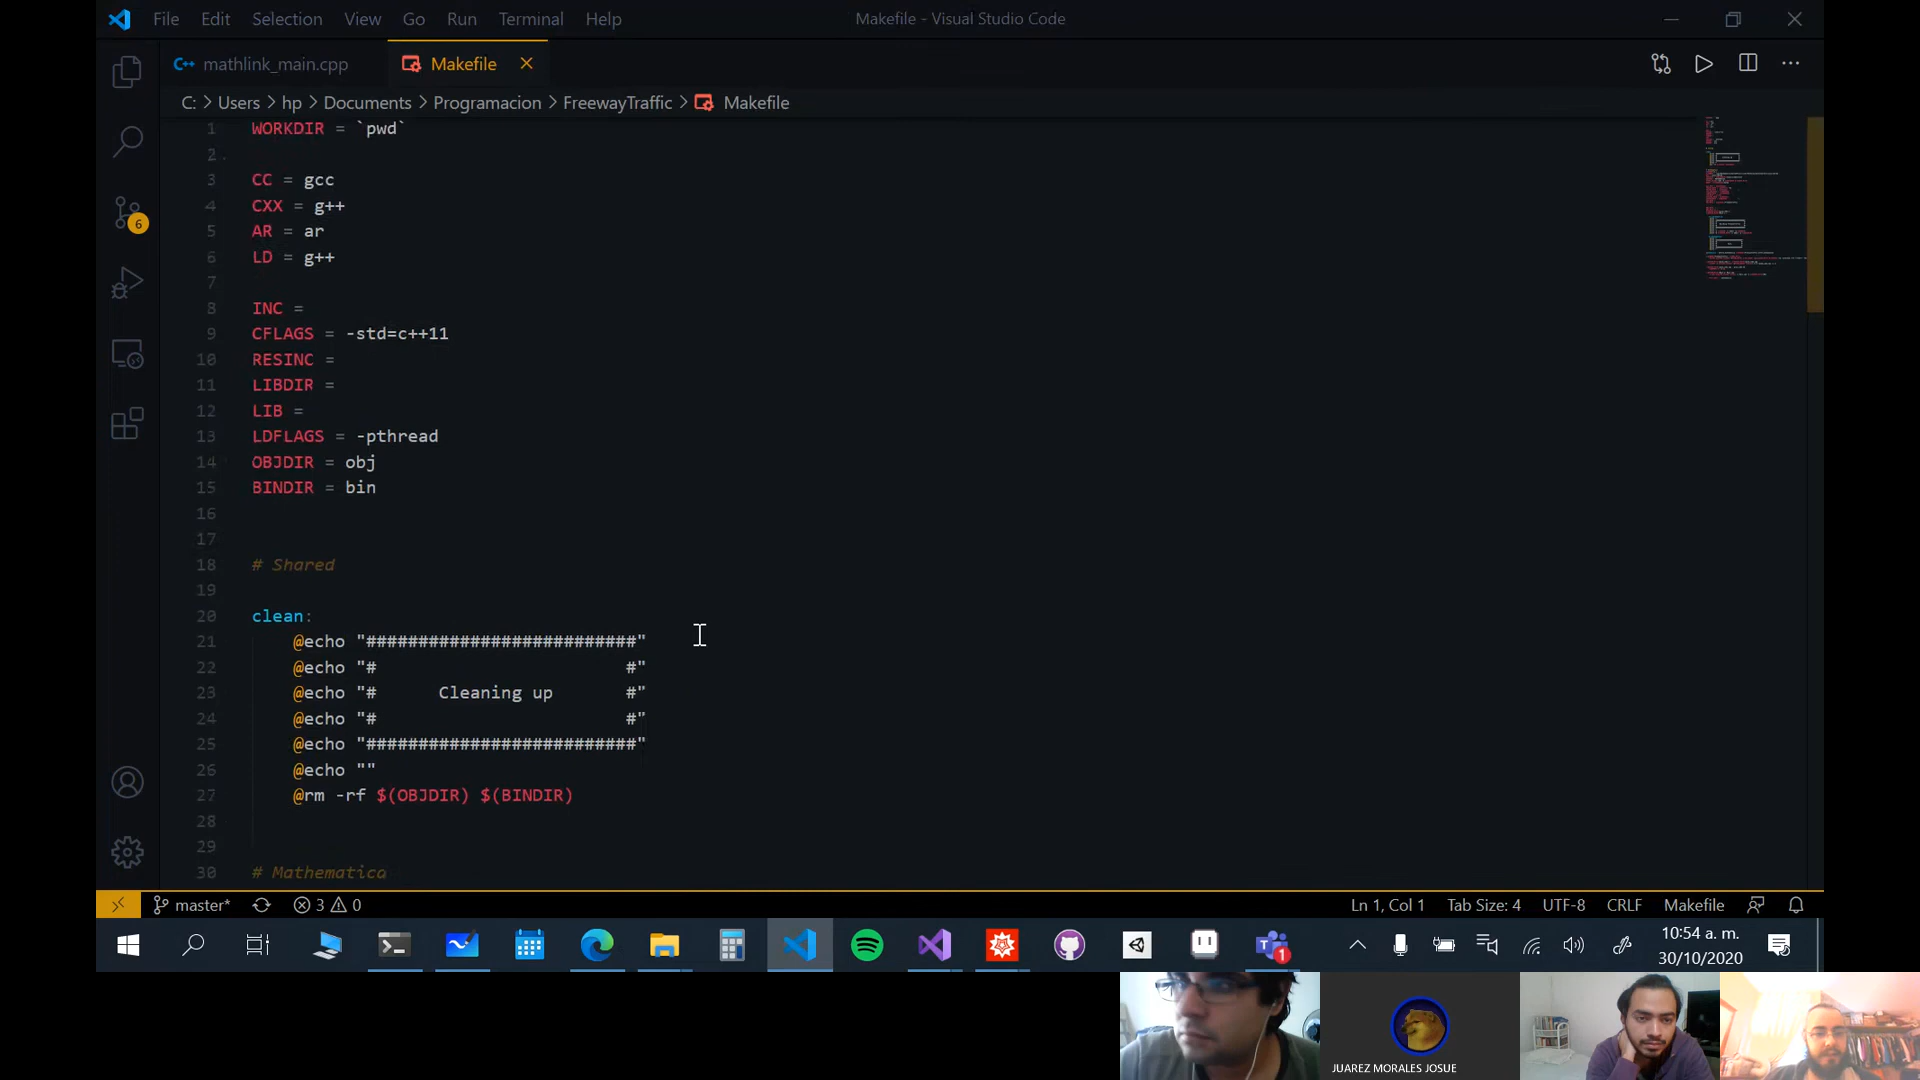 File Edit Selection View Go Run Terminal Help Makefile - Visual Studio Code
C++ mathlink_main.cpp Makefile
C: > Users > hp > Documents > Programacion > FreewayTraffic > Makefile
1 WORKDIR = `pwd`
2
3 CC = gcc
4 CXX = g++
5 AR = ar
6 LD = g++
7
8 INC =
9 CFLAGS = -std=c++11
10 RESINC =
11 LIBDIR =
12 LIB =
13 LDFLAGS = -pthread
14 OBJDIR = obj
15 BINDIR = bin
16
17
18 # Shared
19
20 clean:
21 @echo "##########################"
22 @echo "#                        #"
23 @echo "#      Cleaning up       #"
24 @echo "#                        #"
25 @echo "##########################"
26 @echo ""
27 @rm -rf $(OBJDIR) $(BINDIR)
28
29
30 # Mathematica
6
master* 3 0 Ln 1, Col 1 Tab Size: 4 UTF-8 CRLF Makefile
1
10:54 a. m.
30/10/2020
JUAREZ MORALES JOSUE